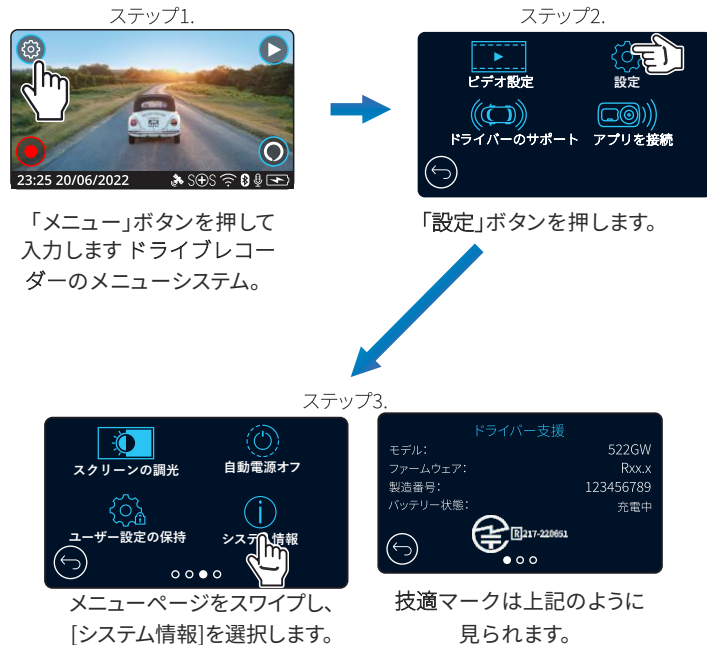 ステップ1.
23:25 20/06/2022
SOS
「メニュー」ボタンを押して
入力します ドライブレコー
ダーのメニューシステム。
ステップ2.
ビデオ設定
設定
ドライバーのサポート
アプリを接続
「設定」ボタンを押します。
ステップ3.
スクリーンの調光
自動電源オフ
ユーザー設定の保持
システム情報
メニューページをスワイプし、
[システム情報]を選択します。
ドライバー支援
モデル: 522GW
ファームウェア: Rxx.x
製造番号: 123456789
バッテリー状態: 充電中
R 217-220651
技適マークは上記のように
見られます。